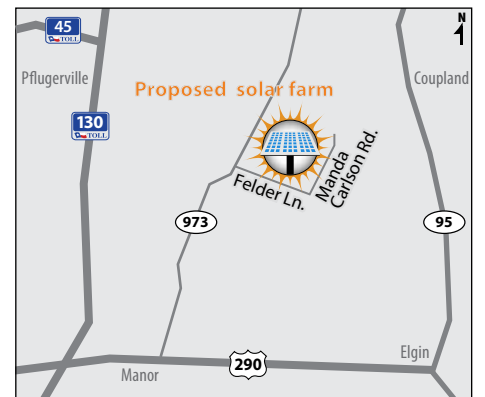 N
45
TOLL
Pflugerville
Coupland
Proposed solar farm
130
TOLL
Felder Ln.
Manda
Carlson Rd.
973
95
290
Elgin
Manor